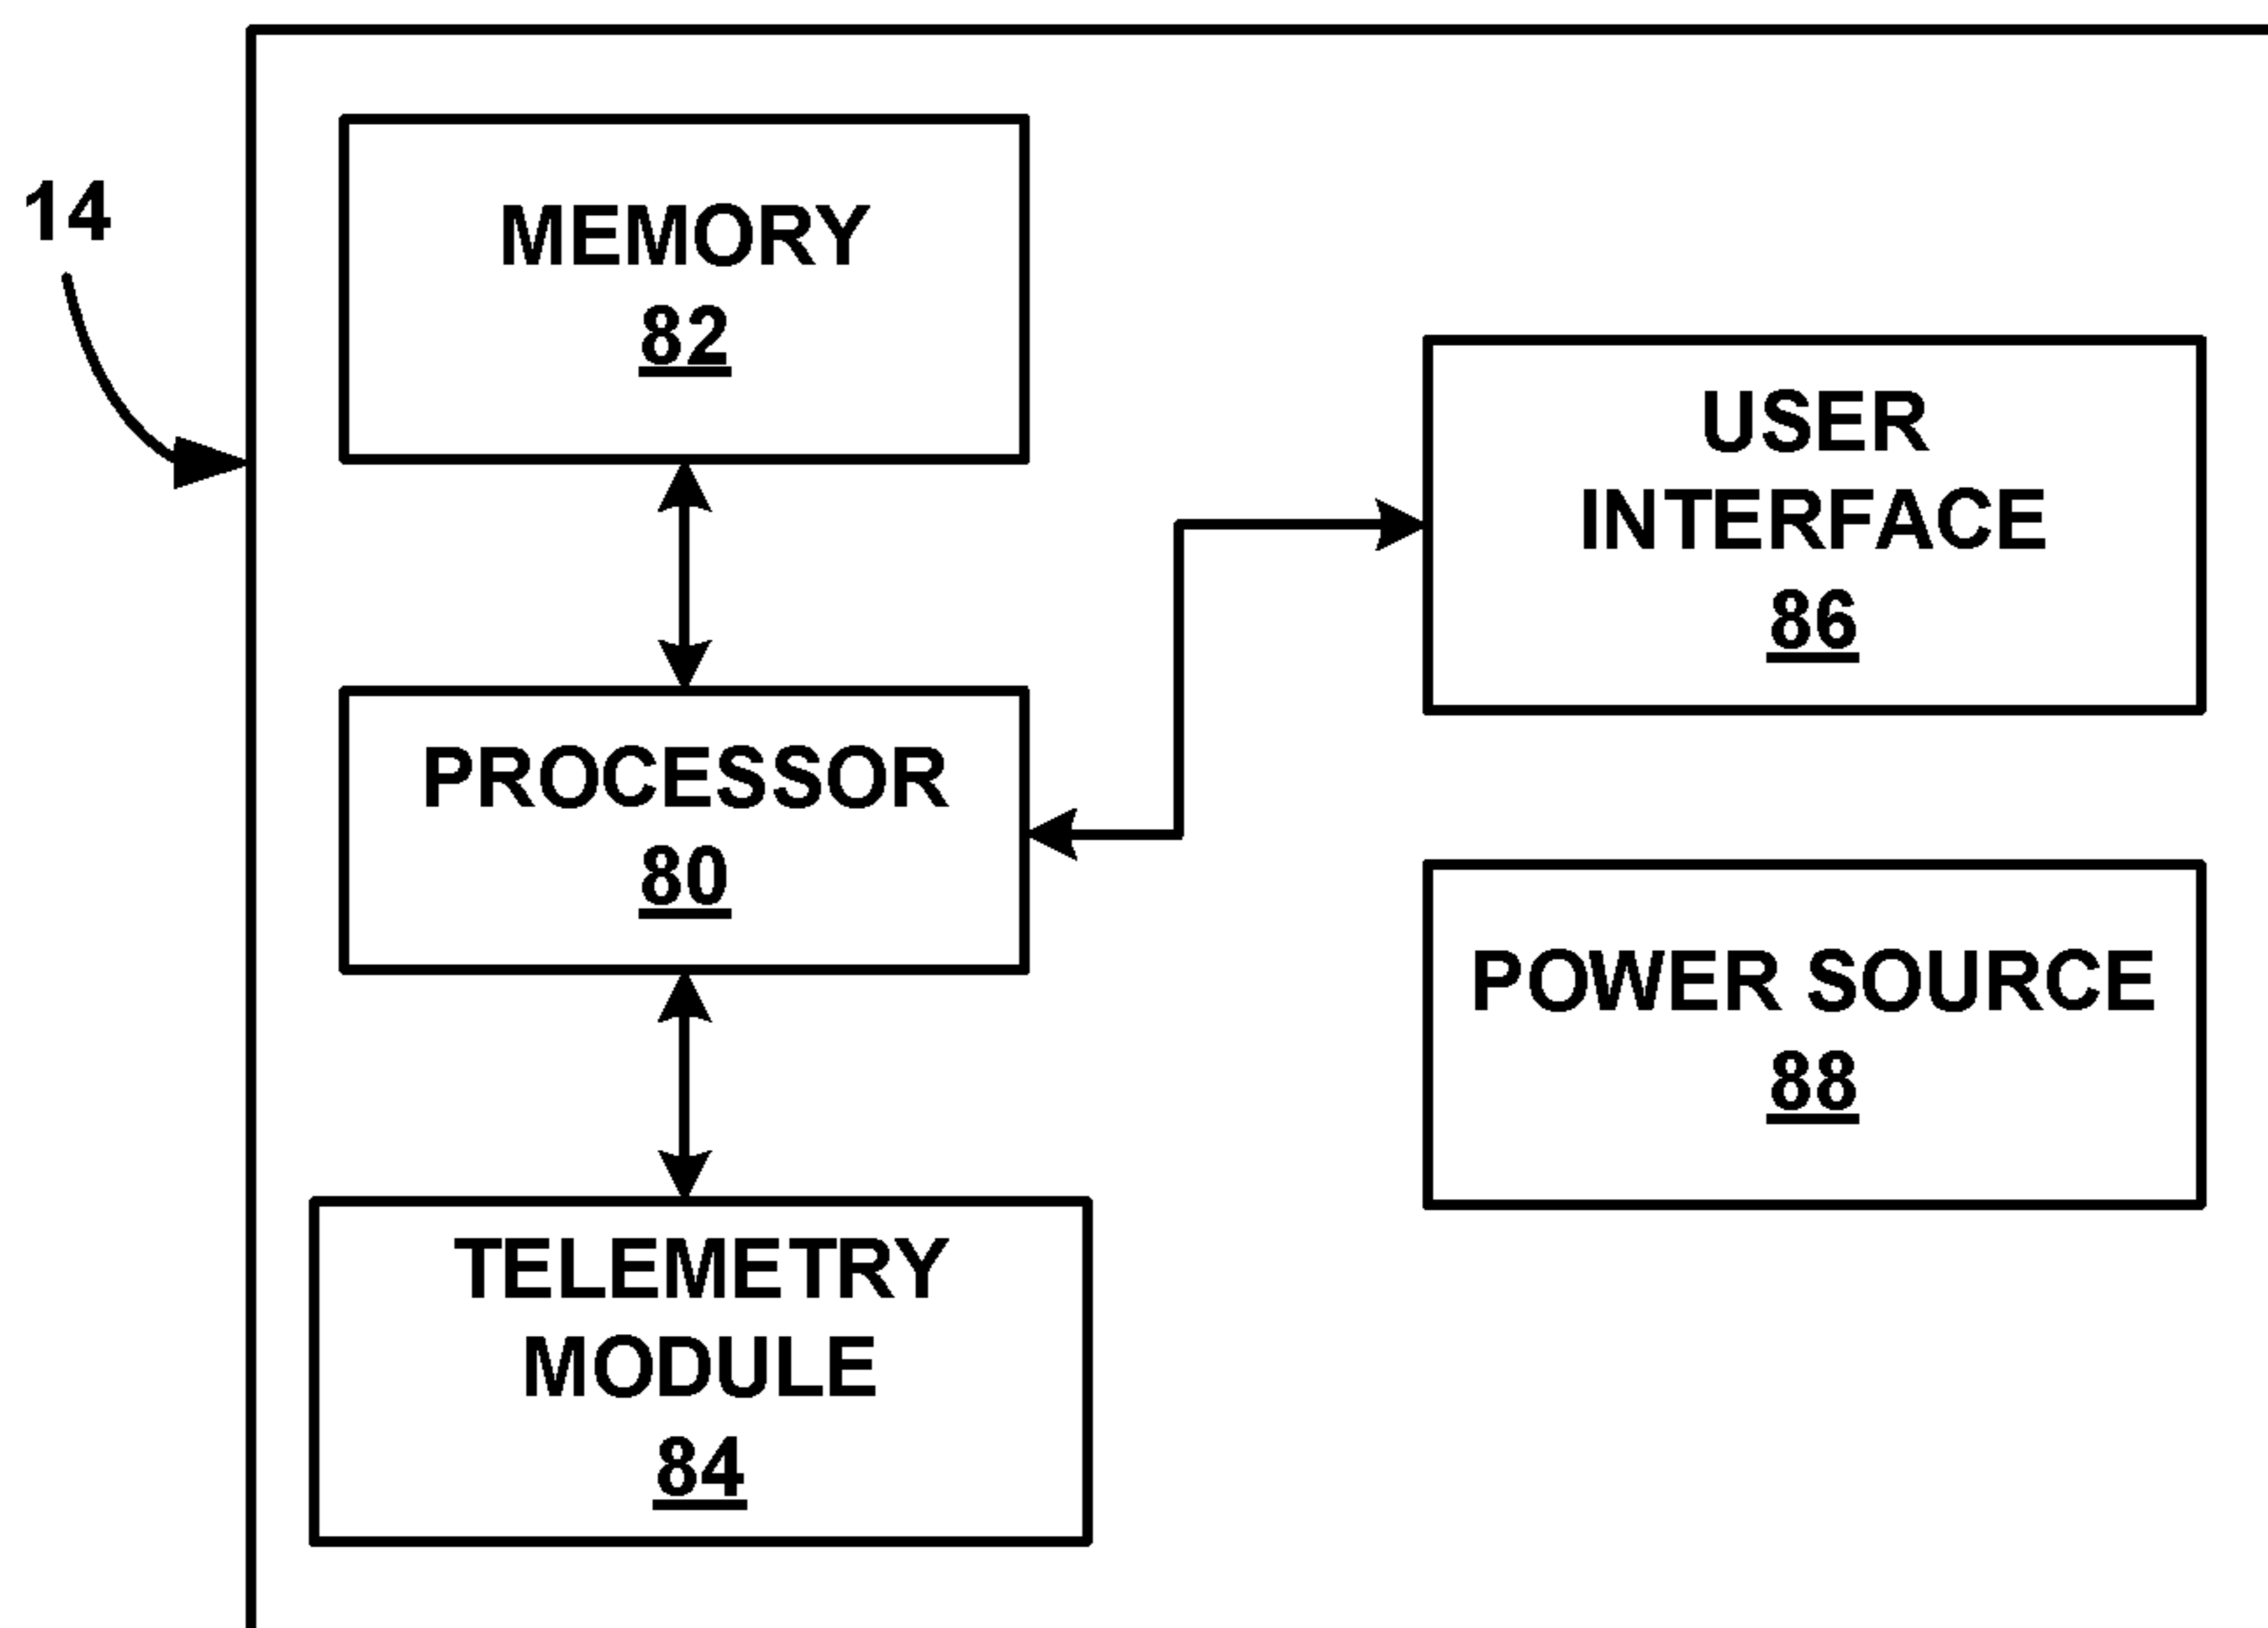 14
MEMORY
82
USER
INTERFACE
86
PROCESSOR
80
POWER SOURCE
88
TELEMETRY
MODULE
84